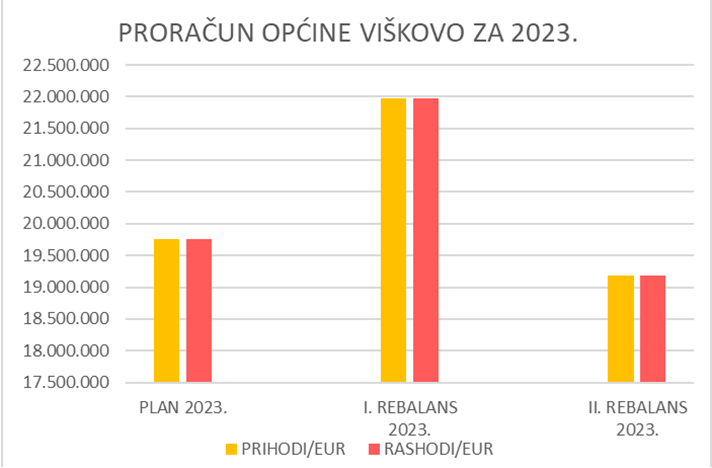 PRORAČUN OPĆINE VIŠKOVO ZA 2023.
22.500.000
22.000.000
21.500.000
21.000.000
20.500.000
20.000.000
19.500.000
19.000.000
18.500.000
18.000.000
17.500.000
PLAN 2023.
I. REBALANS
2023.
II. REBALANS
2023.
PRIHODI/EUR
RASHODI/EUR